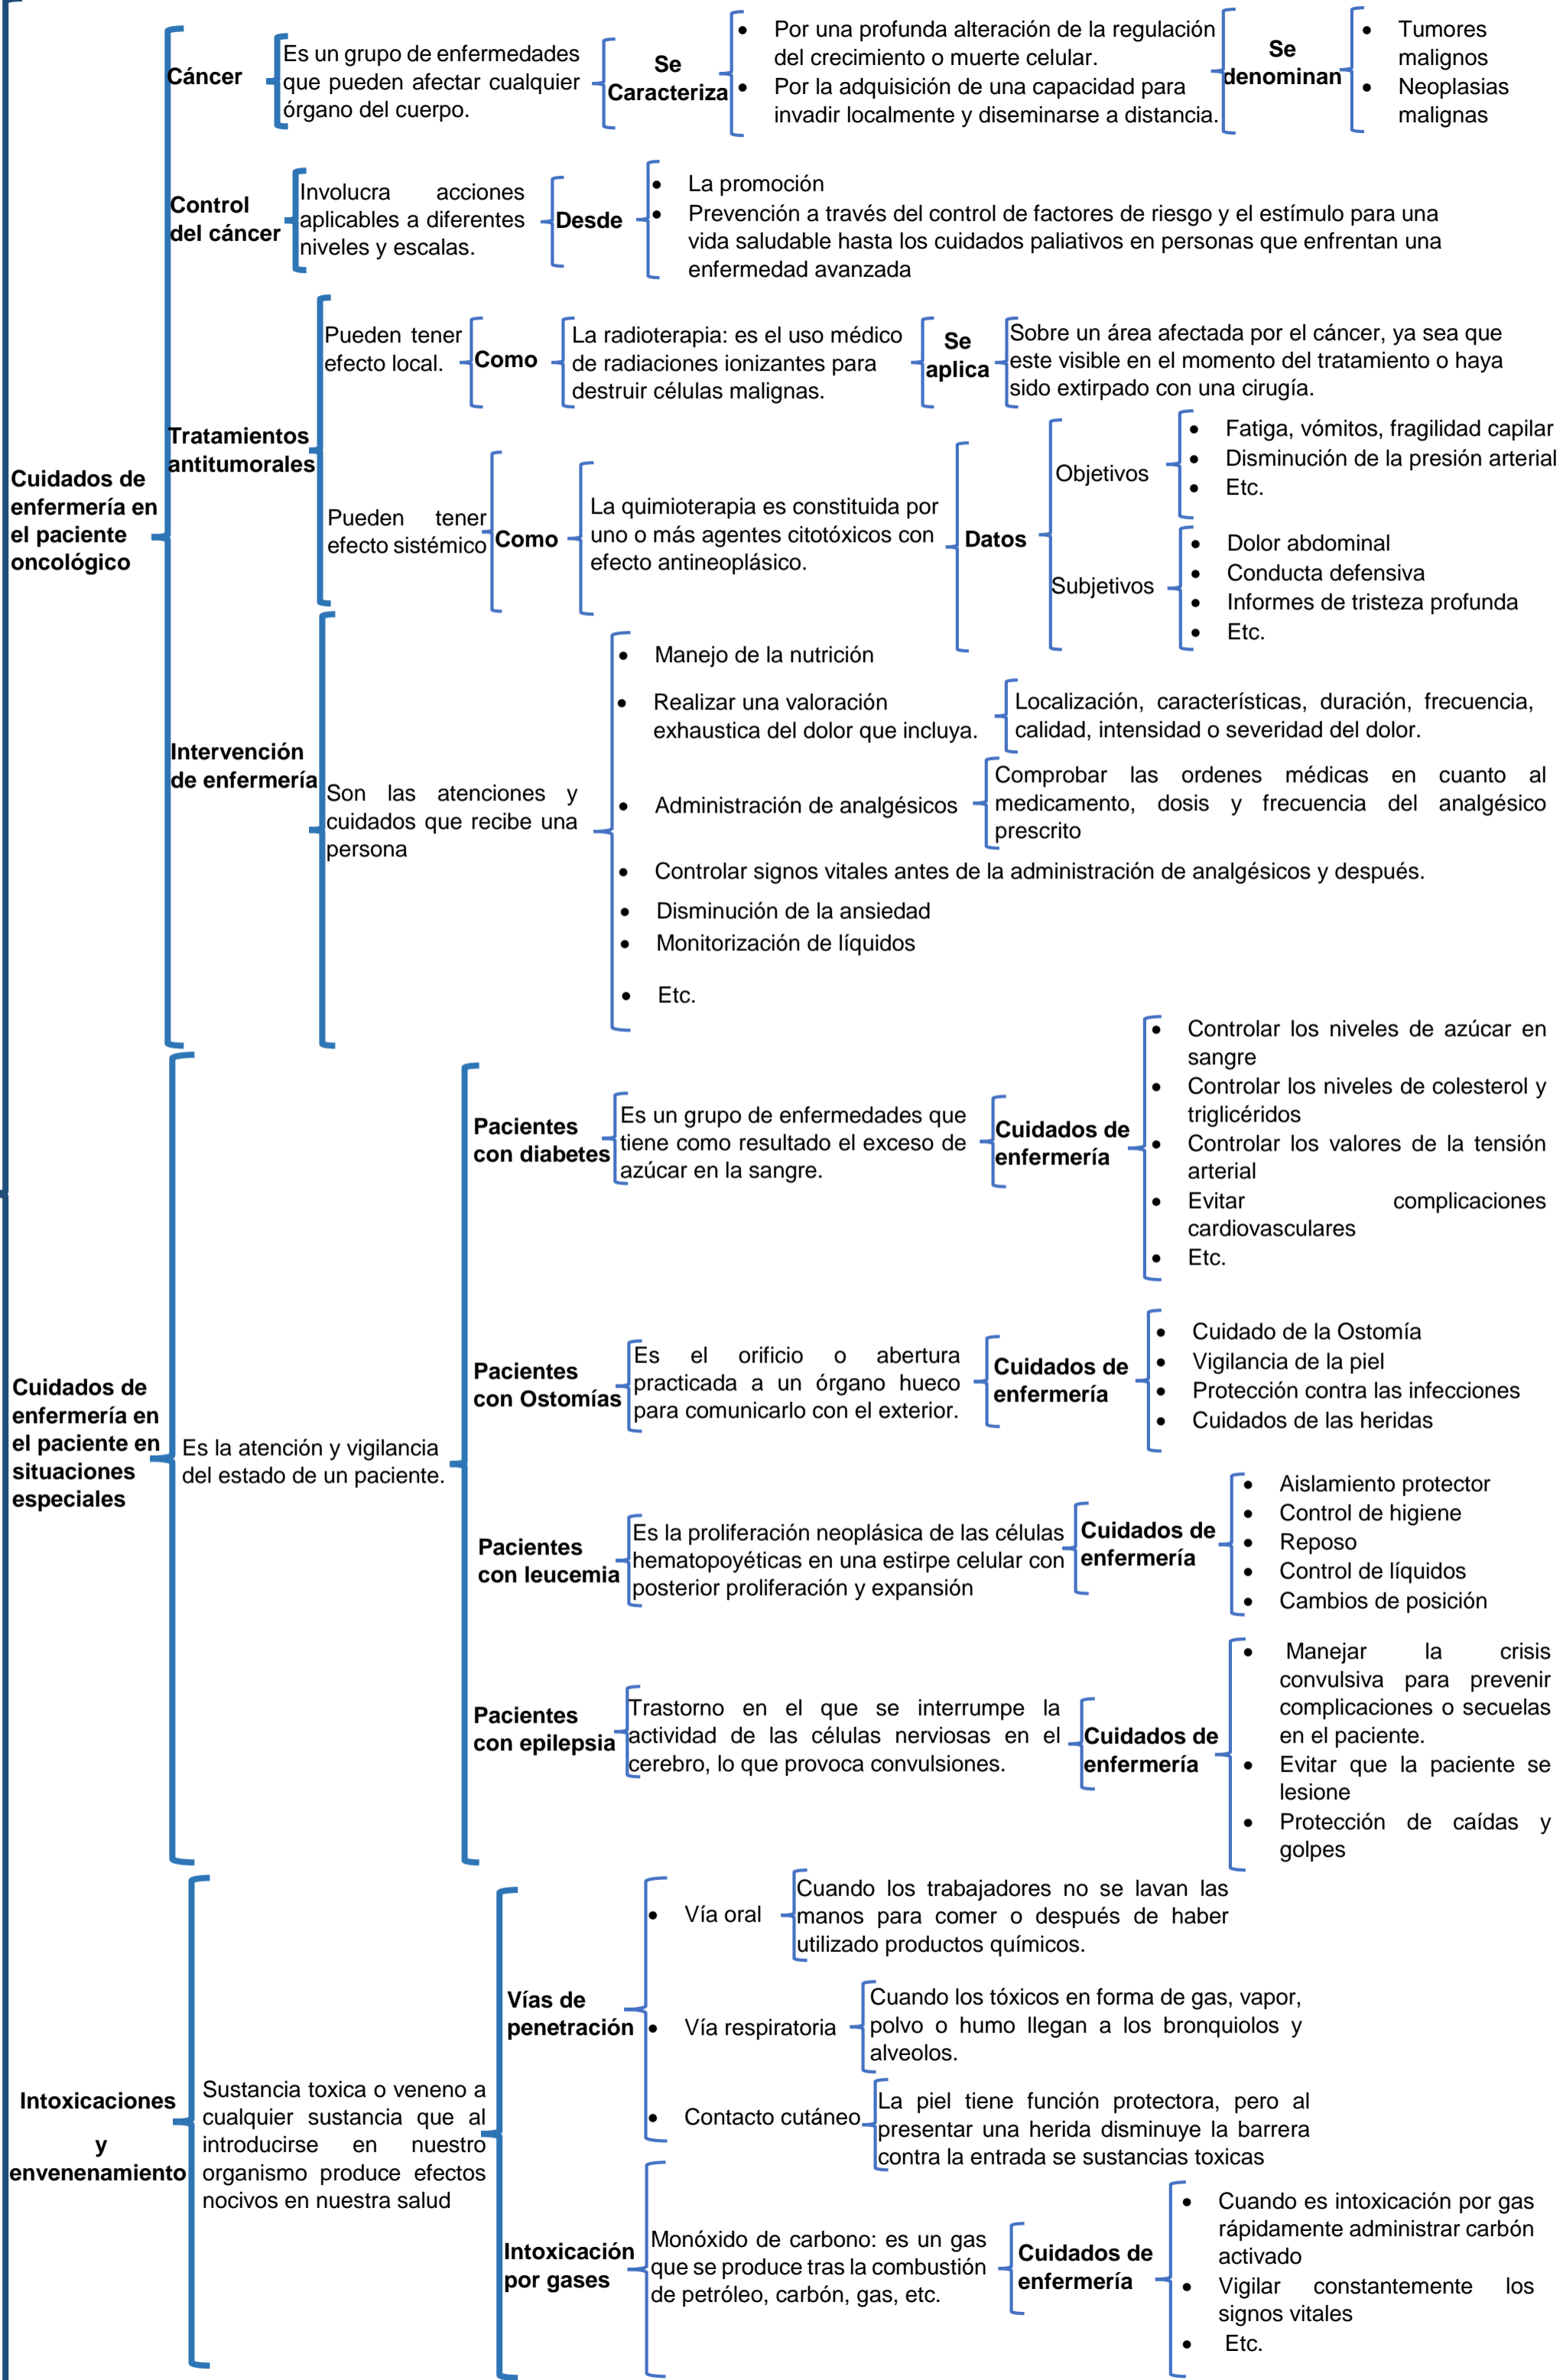 Cuidados de
enfermería en
el paciente
oncológico
Cáncer
Es un grupo de enfermedades
que pueden afectar cualquier
órgano del cuerpo.
Se
Caracteriza
• Por una profunda alteración de la regulación
del crecimiento o muerte celular.
• Por la adquisición de una capacidad para
invadir localmente y diseminarse a distancia.
Se
denominan
• Tumores
malignos
• Neoplasias
malignas
Control
del cáncer
Involucra acciones
aplicables a diferentes
niveles y escalas.
Desde
• La promoción
• Prevención a través del control de factores de riesgo y el estímulo para una
vida saludable hasta los cuidados paliativos en personas que enfrentan una
enfermedad avanzada
Tratamientos
antitumorales
Pueden tener
efecto local.
Como
La radioterapia: es el uso médico
de radiaciones ionizantes para
destruir células malignas.
Se
aplica
Sobre un área afectada por el cáncer, ya sea que
este visible en el momento del tratamiento o haya
sido extirpado con una cirugía.
Pueden tener
efecto sistémico
Como
La quimioterapia es constituida por
uno o más agentes citotóxicos con
efecto antineoplásico.
Datos
Objetivos
• Fatiga, vómitos, fragilidad capilar
• Disminución de la presión arterial
• Etc.
Subjetivos
• Dolor abdominal
• Conducta defensiva
• Informes de tristeza profunda
• Etc.
Intervención
de enfermería
Son las atenciones y
cuidados que recibe una
persona
• Manejo de la nutrición
• Realizar una valoración
exhaustica del dolor que incluya.
Localización, características, duración, frecuencia,
calidad, intensidad o severidad del dolor.
• Administración de analgésicos
Comprobar las ordenes médicas en cuanto al
medicamento, dosis y frecuencia del analgésico
prescrito
• Controlar signos vitales antes de la administración de analgésicos y después.
• Disminución de la ansiedad
• Monitorización de líquidos
• Etc.
Cuidados de
enfermería en
el paciente en
situaciones
especiales
Es la atención y vigilancia
del estado de un paciente.
Pacientes
con diabetes
Es un grupo de enfermedades que
tiene como resultado el exceso de
azúcar en la sangre.
Cuidados de
enfermería
• Controlar los niveles de azúcar en
sangre
• Controlar los niveles de colesterol y
triglicéridos
• Controlar los valores de la tensión
arterial
• Evitar complicaciones
cardiovasculares
• Etc.
Pacientes
con Ostomías
Es el orificio o abertura
practicada a un órgano hueco
para comunicarlo con el exterior.
Cuidados de
enfermería
• Cuidado de la Ostomía
• Vigilancia de la piel
• Protección contra las infecciones
• Cuidados de las heridas
Pacientes
con leucemia
Es la proliferación neoplásica de las células
hematopoyéticas en una estirpe celular con
posterior proliferación y expansión
Cuidados de
enfermería
• Aislamiento protector
• Control de higiene
• Reposo
• Control de líquidos
• Cambios de posición
Pacientes
con epilepsia
Trastorno en el que se interrumpe la
actividad de las células nerviosas en el
cerebro, lo que provoca convulsiones.
Cuidados de
enfermería
• Manejar la crisis
convulsiva para prevenir
complicaciones o secuelas
en el paciente.
• Evitar que la paciente se
lesione
• Protección de caídas y
golpes
Intoxicaciones
y
envenenamiento
Sustancia toxica o veneno a
cualquier sustancia que al
introducirse en nuestro
organismo produce efectos
nocivos en nuestra salud
Vías de
penetración
• Vía oral
Cuando los trabajadores no se lavan las
manos para comer o después de haber
utilizado productos químicos.
• Vía respiratoria
Cuando los tóxicos en forma de gas, vapor,
polvo o humo llegan a los bronquiolos y
alveolos.
• Contacto cutáneo
La piel tiene función protectora, pero al
presentar una herida disminuye la barrera
contra la entrada se sustancias toxicas
Intoxicación
por gases
Monóxido de carbono: es un gas
que se produce tras la combustión
de petróleo, carbón, gas, etc.
Cuidados de
enfermería
• Cuando es intoxicación por gas
rápidamente administrar carbón
activado
• Vigilar constantemente los
signos vitales
• Etc.